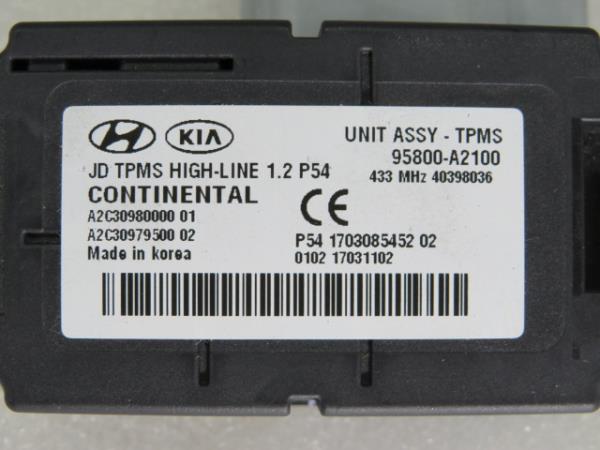 KIA
UNIT ASSY - TPMS
95800-A2100
433 MHz 40398036
JD TPMS HIGH-LINE 1.2 P54
CONTINENTAL
A2C30980000 01
A2C30979500 02
Made in korea
CE
P54 1703085452 02
0102 17031102